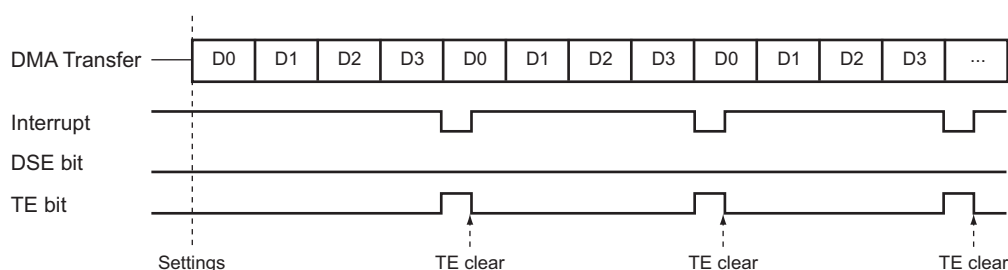 DMA Transfer D0 D1 D2 D3 D0 D1 D2 D3 D0 D1 D2 D3 ...
Interrupt
DSE bit
TE bit
Settings TE clear TE clear TE clear